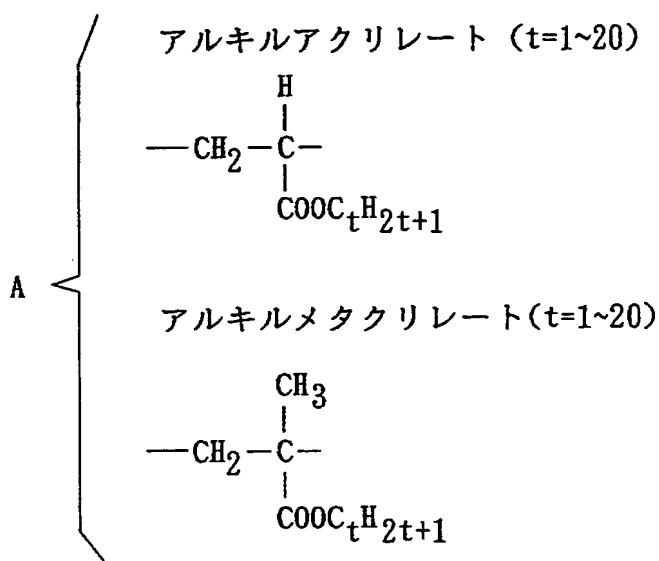 アルキルアクリレート (t=1~20)
H
—CH2—C—
COOCtH2t+1
A
アルキルメタクリレート(t=1~20)
CH3
—CH2—C—
COOCtH2t+1